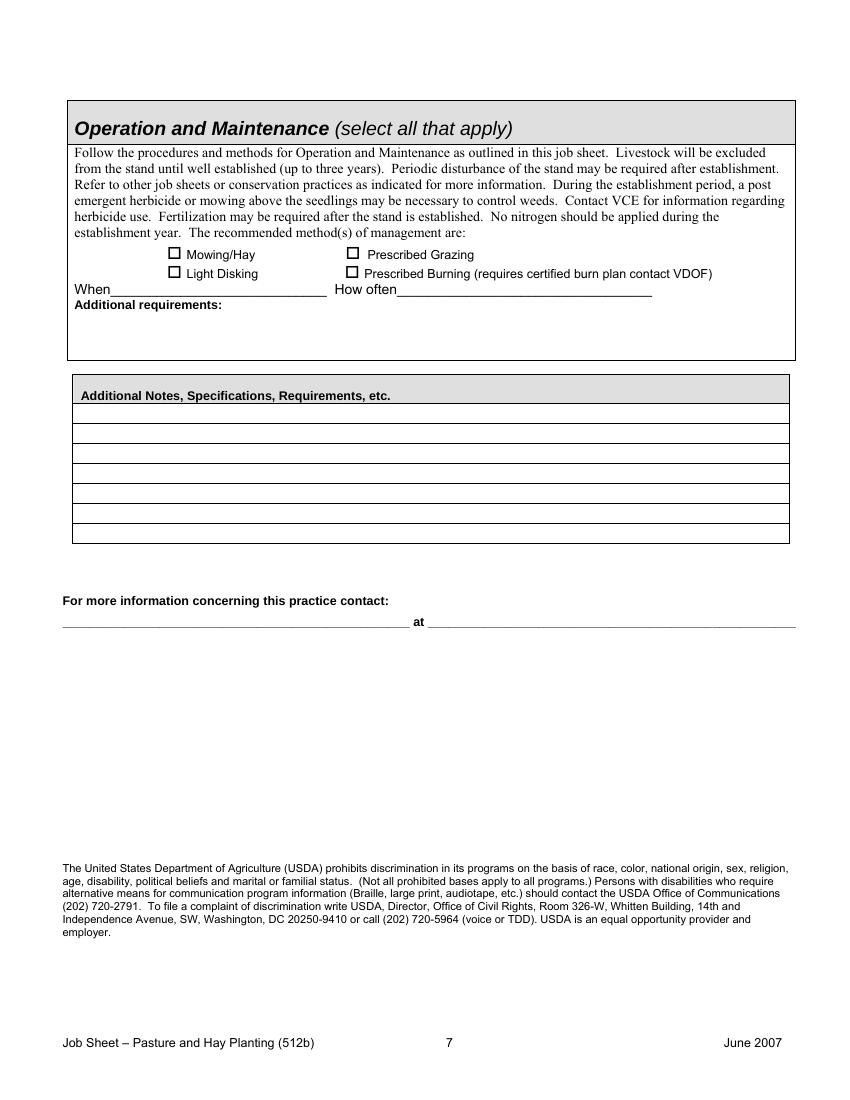 Operation and Maintenance (select all that apply)
Follow the procedures and methods for Operation and Maintenance as outlined in this job sheet.  Livestock will be excluded
from the stand until well established (up to three years).  Periodic disturbance of the stand may be required after establishment.
Refer to other job sheets or conservation practices as indicated for more information.  During the establishment period, a post
emergent herbicide or mowing above the seedlings may be necessary to control weeds.  Contact VCE for information regarding
herbicide use.  Fertilization may be required after the stand is established.  No nitrogen should be applied during the
establishment year.  The recommended method(s) of management are:
☐ Mowing/Hay ☐ Prescribed Grazing
☐ Light Disking ☐ Prescribed Burning (requires certified burn plan contact VDOF)
When____________________________ How often_________________________________
Additional requirements:
Additional Notes, Specifications, Requirements, etc.
For more information concerning this practice contact:
__________________________________________________ at _____________________________________________________
The United States Department of Agriculture (USDA) prohibits discrimination in its programs on the basis of race, color, national origin, sex, religion,
age, disability, political beliefs and marital or familial status.  (Not all prohibited bases apply to all programs.) Persons with disabilities who require
alternative means for communication program information (Braille, large print, audiotape, etc.) should contact the USDA Office of Communications
(202) 720-2791.  To file a complaint of discrimination write USDA, Director, Office of Civil Rights, Room 326-W, Whitten Building, 14th and
Independence Avenue, SW, Washington, DC 20250-9410 or call (202) 720-5964 (voice or TDD). USDA is an equal opportunity provider and
employer.
Job Sheet – Pasture and Hay Planting (512b) 7 June 2007